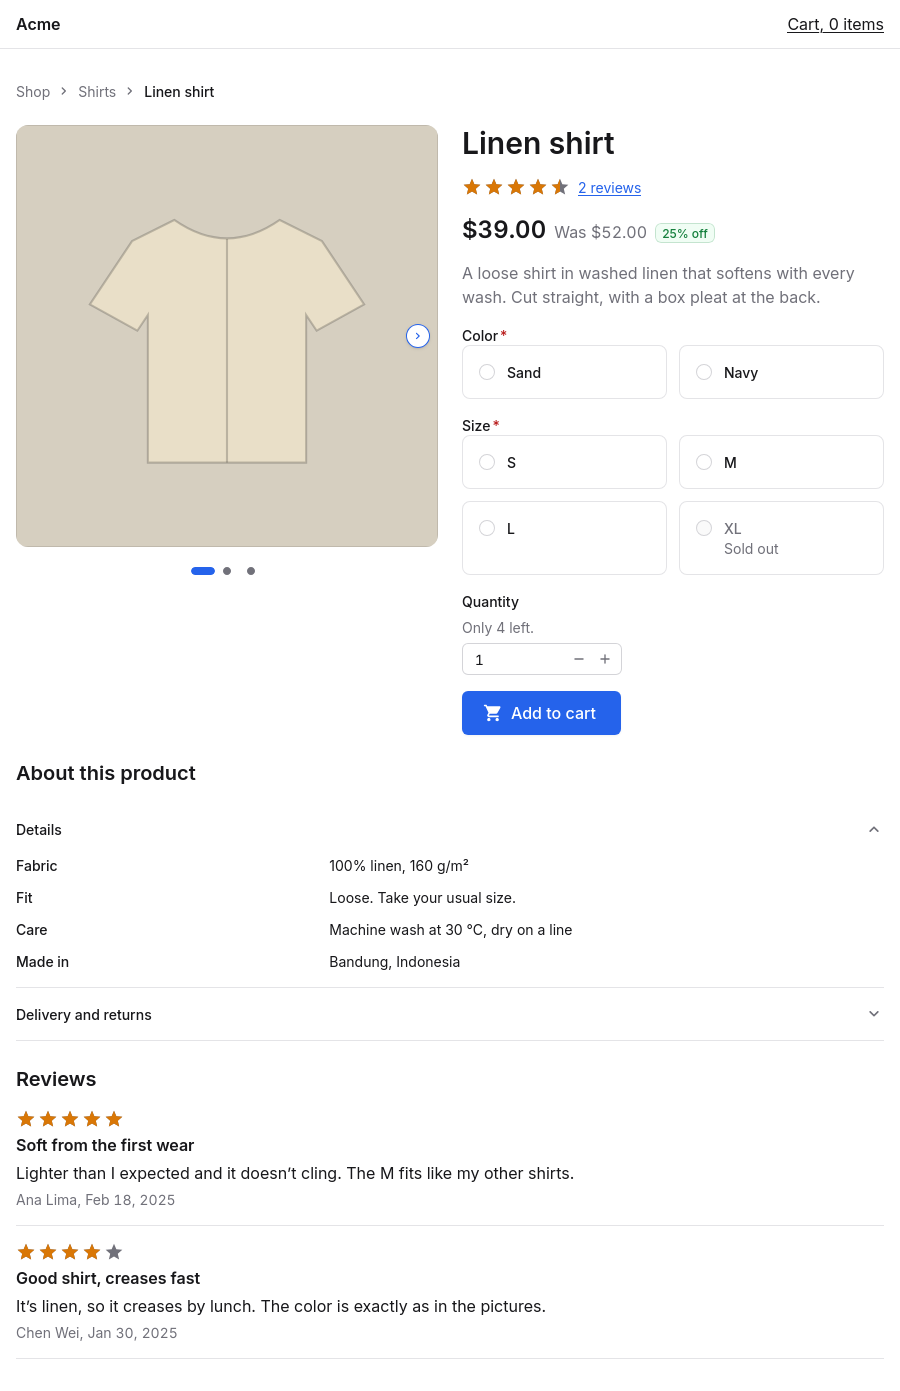 Acme
Cart, 0 items
Shop
Shirts
Linen shirt
Linen shirt
2 reviews
$39.00 Was $52.00 25% off
A loose shirt in washed linen that softens with every
wash. Cut straight, with a box pleat at the back.
Color*
Sand
Navy
Size*
S
M
L
XL
Sold out
Quantity
Only 4 left.
1
Add to cart
About this product
Details
Fabric 100% linen, 160 g/m²
Fit Loose. Take your usual size.
Care Machine wash at 30 °C, dry on a line
Made in Bandung, Indonesia
Delivery and returns
Reviews
Soft from the first wear
Lighter than I expected and it doesn’t cling. The M fits like my other shirts.
Ana Lima, Feb 18, 2025
Good shirt, creases fast
It’s linen, so it creases by lunch. The color is exactly as in the pictures.
Chen Wei, Jan 30, 2025